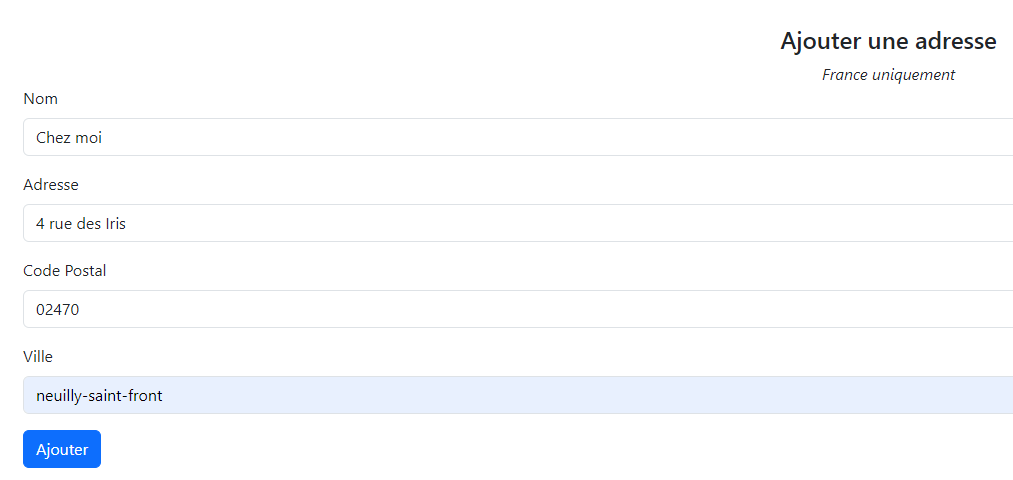 Ajouter une adresse
France uniquement
Nom
Chez moi
Adresse
4 rue des Iris
Code Postal
02470
Ville
neuilly-saint-front
Ajouter